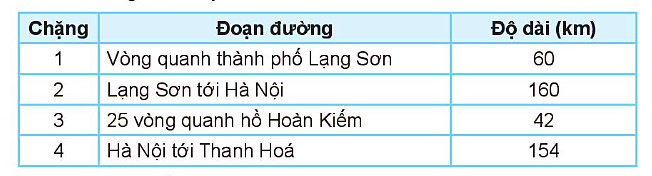 Chặng Đoạn đường Độ dài (km)
1 Vòng quanh thành phố Lạng Sơn 60
2 Lạng Sơn tới Hà Nội 160
3 25 vòng quanh hồ Hoàn Kiếm 42
4 Hà Nội tới Thanh Hoá 154